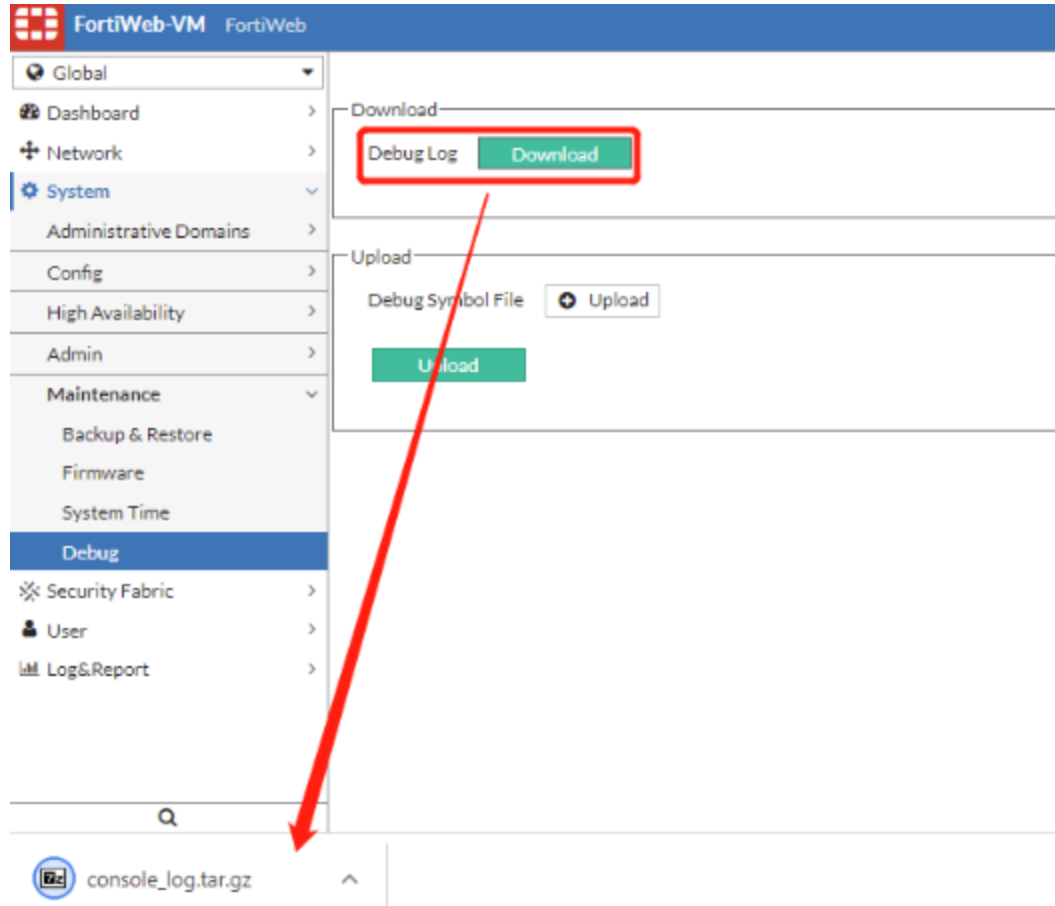 FortiWeb-VM FortiWeb
Global
Dashboard
Network
System
Administrative Domains
Config
High Availability
Admin
Maintenance
Backup & Restore
Firmware
System Time
Debug
Security Fabric
User
Log&Report
Download
Debug Log Download
Upload
Debug Symbol File Upload
Upload
7z
console_log.tar.gz